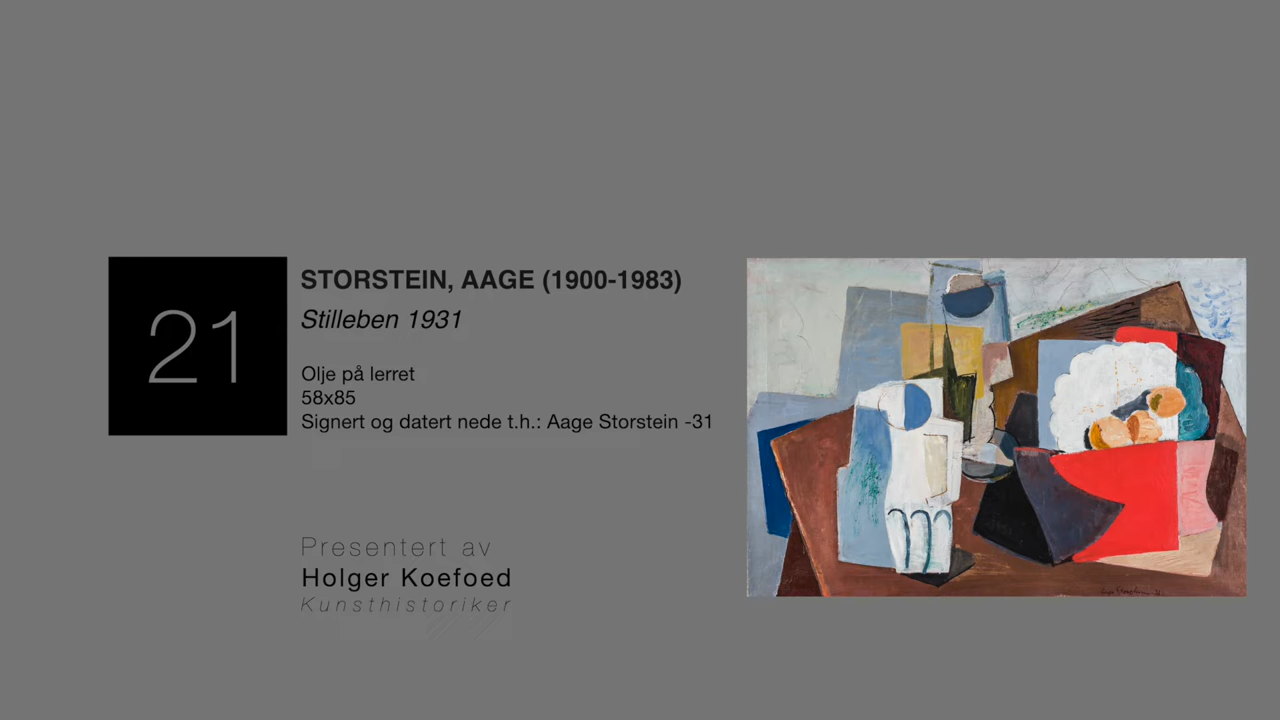 21
STORSTEIN, AAGE (1900-1983)
Stilleben 1931
Olje på lerret
58x85
Signert og datert nede t.h.: Aage Storstein -31
Presentert av
Holger Koefoed
Kunsthistoriker